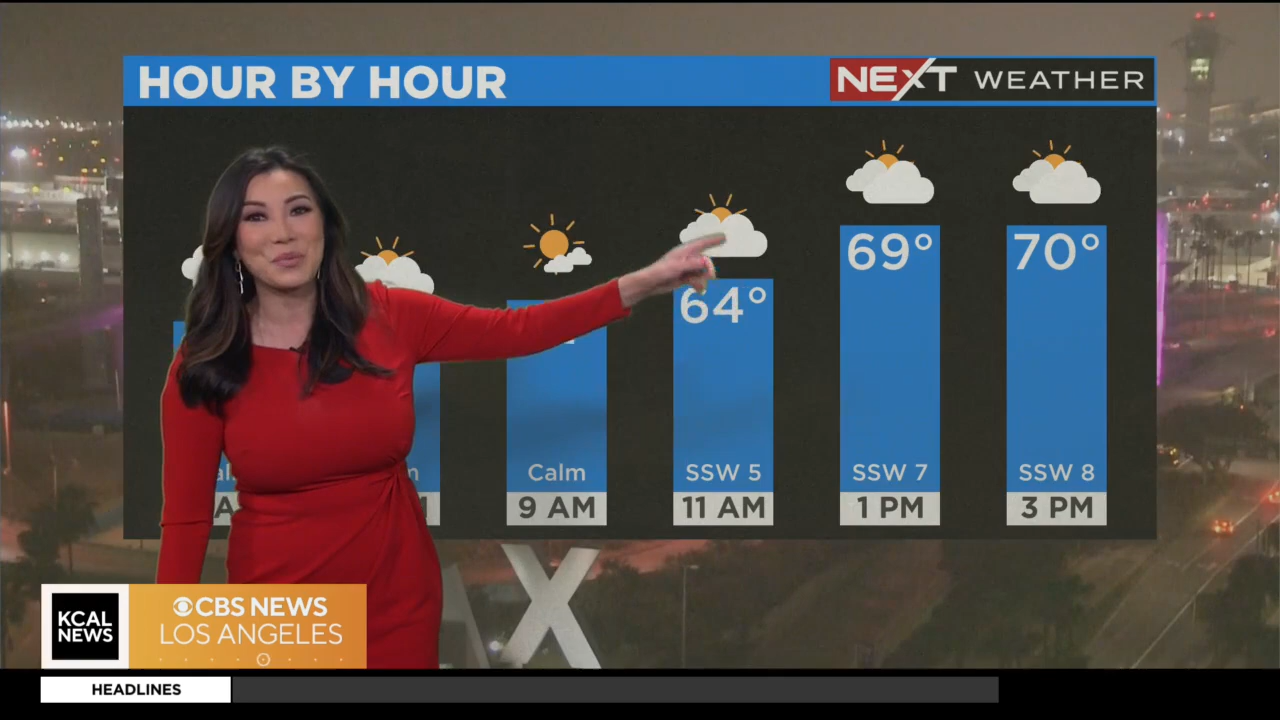 HOUR BY HOUR
NEXT WEATHER
64°
69°
70°
Calm
SSW 5
SSW 7
SSW 8
9 AM
11 AM
1 PM
3 PM
X
KCAL
NEWS
CBS NEWS
LOS ANGELES
HEADLINES